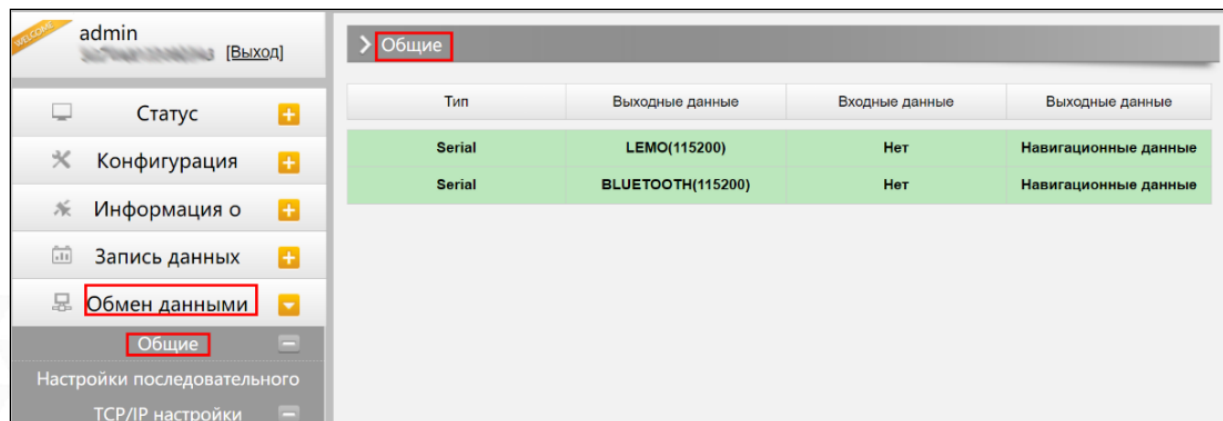 WELCOME
admin
[Выход]
Статус
Конфигурация
Информация о
Запись данных
Обмен данными
Общие
Настройки последовательного
TCP/IP настройки
Общие
Тип Выходные данные Входные данные Выходные данные
Serial LEMO(115200) Нет Навигационные данные
Serial BLUETOOTH(115200) Нет Навигационные данные